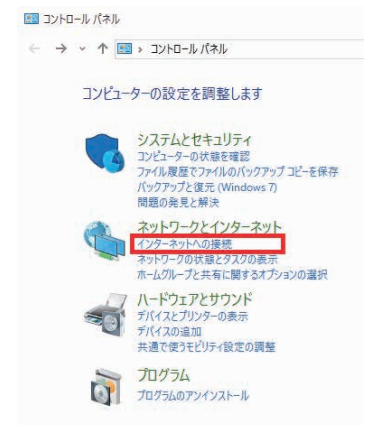 コントロール パネル
コントロール パネル
コンピューターの設定を調整します
システムとセキュリティ
コンピューターの状態を確認
ファイル履歴でファイルのバックアップ コピーを保存
バックアップと復元 (Windows 7)
問題の発見と解決
ネットワークとインターネット
インターネットへの接続
ネットワークの状態とタスクの表示
ホームグループと共有に関するオプションの選択
ハードウェアとサウンド
デバイスとプリンターの表示
デバイスの追加
共通で使うモビリティ設定の調整
プログラム
プログラムのアンインストール